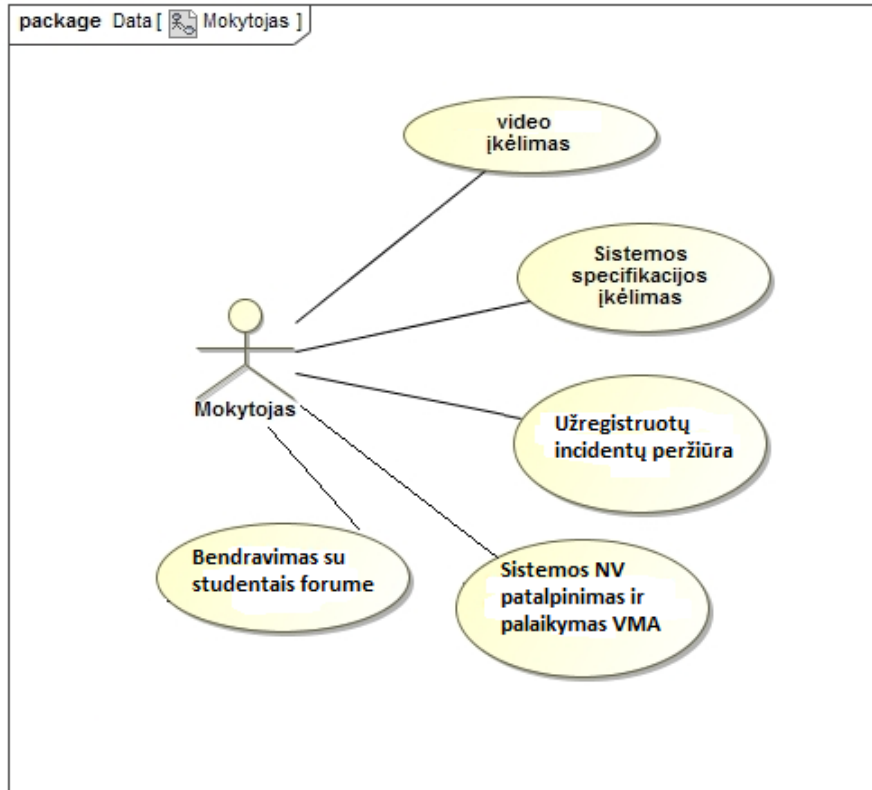 package Data [ Mokytojas ]
video
įkėlimas
Sistemos
specifikacijos
įkėlimas
Mokytojas
Užregistruotų
incidentų peržiūra
Bendravimas su
studentais forume
Sistemos NV
patalpinimas ir
palaikymas VMA